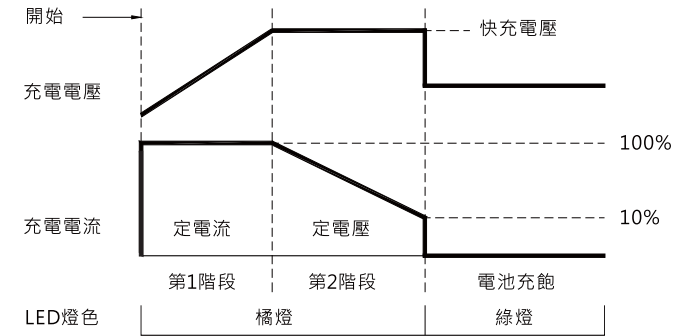 開始
快充電壓
充電電壓
100%
10%
充電電流
定電流 定電壓
第1階段 第2階段 電池充飽
LED燈色 橘燈 綠燈